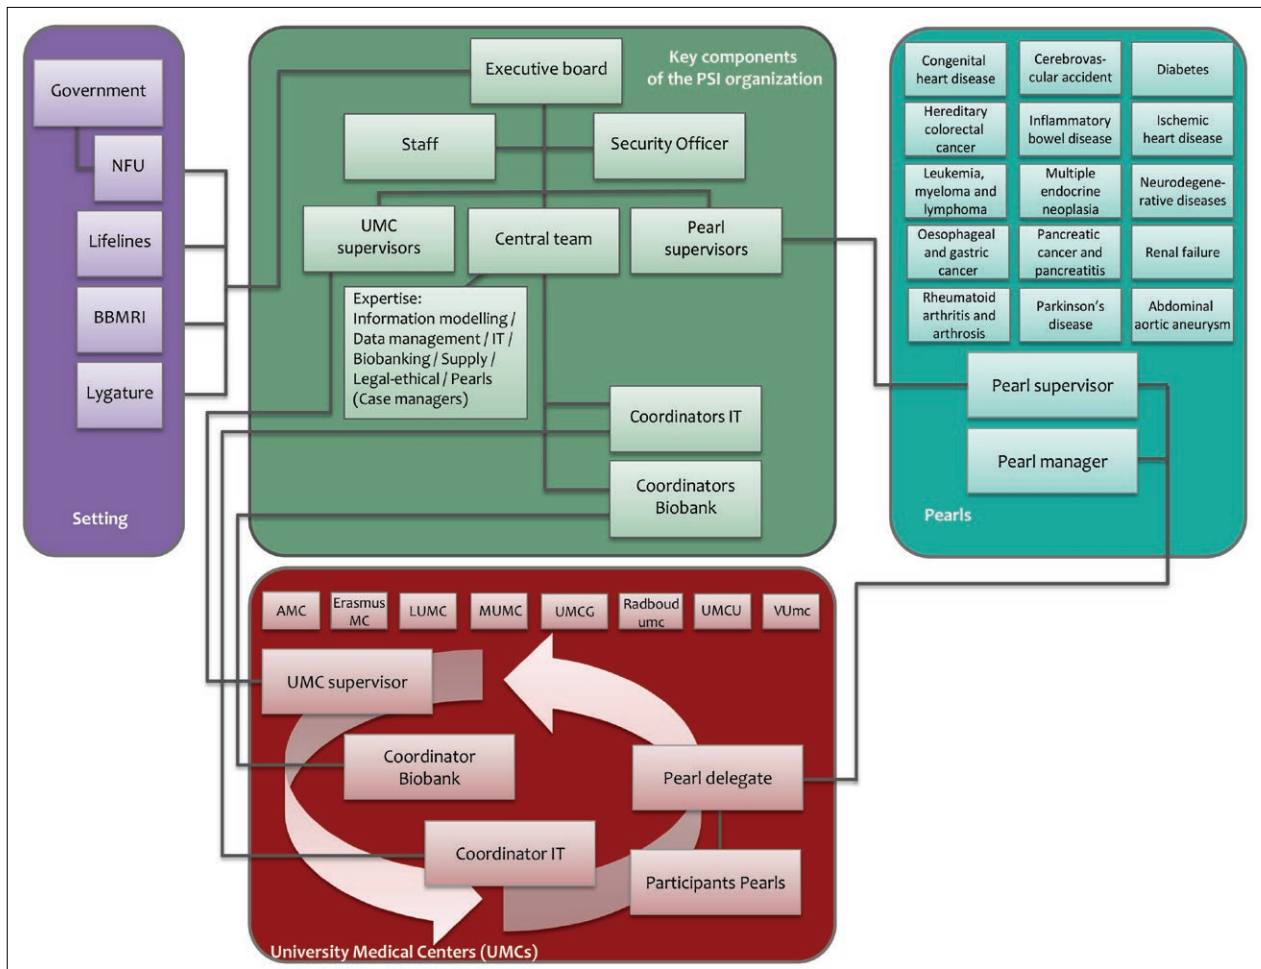 Government
NFU
Lifelines
BBMRI
Lygature
Setting
Key components
of the PSI organization
Executive board
Staff
Security Officer
UMC
supervisors
Central team
Pearl
supervisors
Expertise:
Information modelling /
Data management / IT /
Biobanking / Supply /
Legal-ethical / Pearls
(Case managers)
Coordinators IT
Coordinators
Biobank
Congenital
heart disease
Cerebrovas-
cular accident
Diabetes
Hereditary
colorectal
cancer
Inflammatory
bowel disease
Ischemic
heart disease
Leukemia,
myeloma and
lymphoma
Multiple
endocrine
neoplasia
Neurodegene-
rative diseases
Oesophageal
and gastric
cancer
Pancreatic
cancer and
pancreatitis
Renal failure
Rheumatoid
arthritis and
arthrosis
Parkinson's
disease
Abdominal
aortic aneurysm
Pearl supervisor
Pearl manager
Pearls
AMC
Erasmus
MC
LUMC
MUMC
UMCG
Radboud
umc
UMCU
VUmc
UMC supervisor
Coordinator
Biobank
Pearl delegate
Coordinator IT
Participants Pearls
University Medical Centers (UMCs)